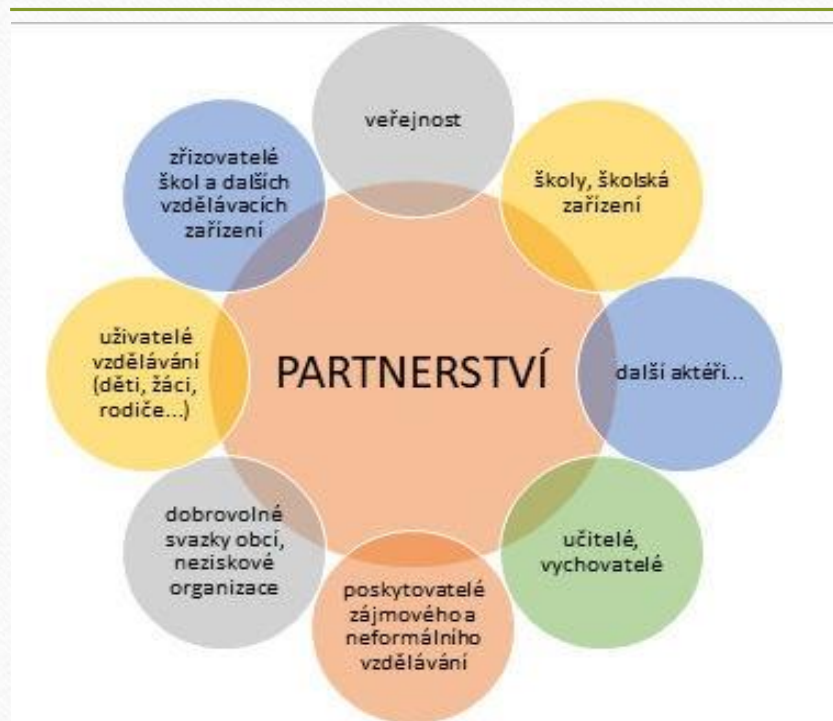 veřejnost
školy, školská
zařízení
další aktéři...
učitelé,
vychovatelé
poskytovatelé
zájmového a
neformálního
vzdělávání
dobrovolné
svazky obcí,
neziskové
organizace
uživatelé
vzdělávání
(děti, žáci,
rodiče...)
zřizovatelé
škol a dalších
vzdělávacích
zařízení
PARTNERSTVÍ